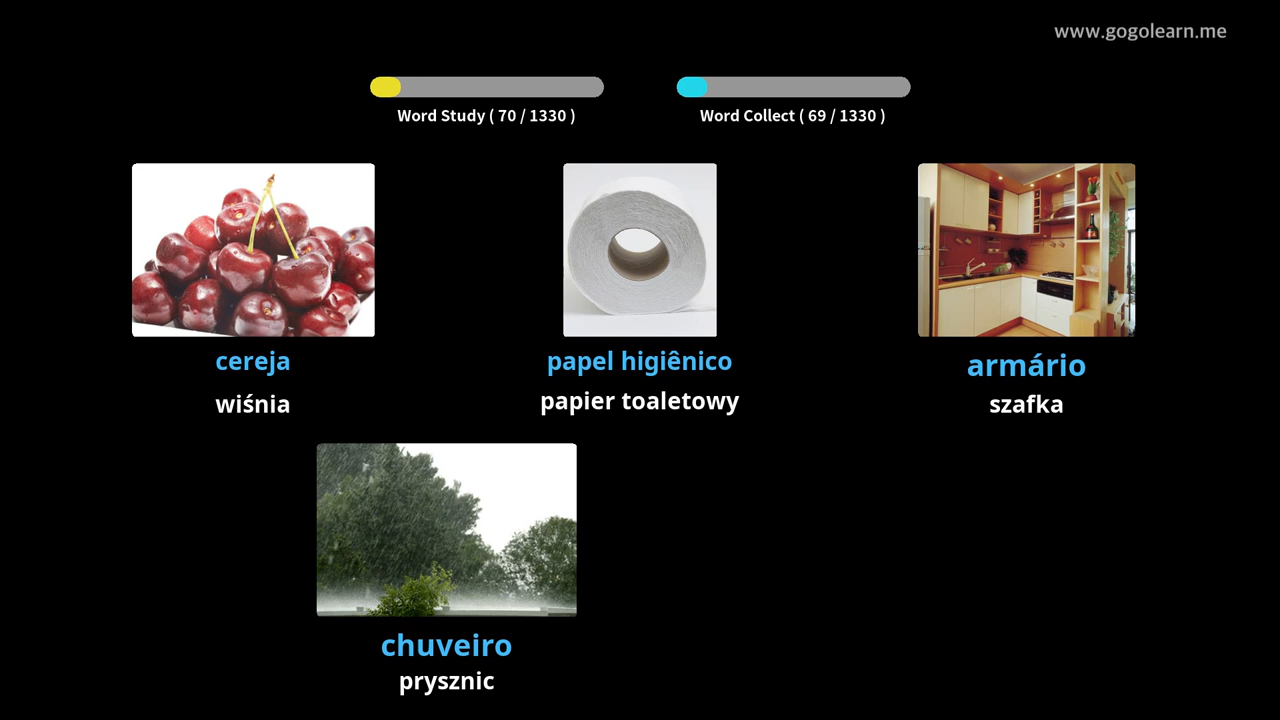 www.gogolearn.me
Word Study ( 70 / 1330 )
Word Collect ( 69 / 1330 )
cereja
wiśnia
papel higiênico
papier toaletowy
armário
szafka
chuveiro
prysznic